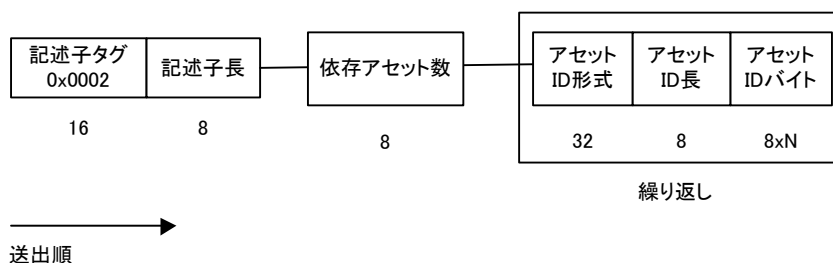 記述子タグ
0x0002
記述子長
依存アセット数
アセット
ID形式
アセット
ID長
アセット
IDバイト
16
8
8
32
8
8xN
繰り返し
送出順